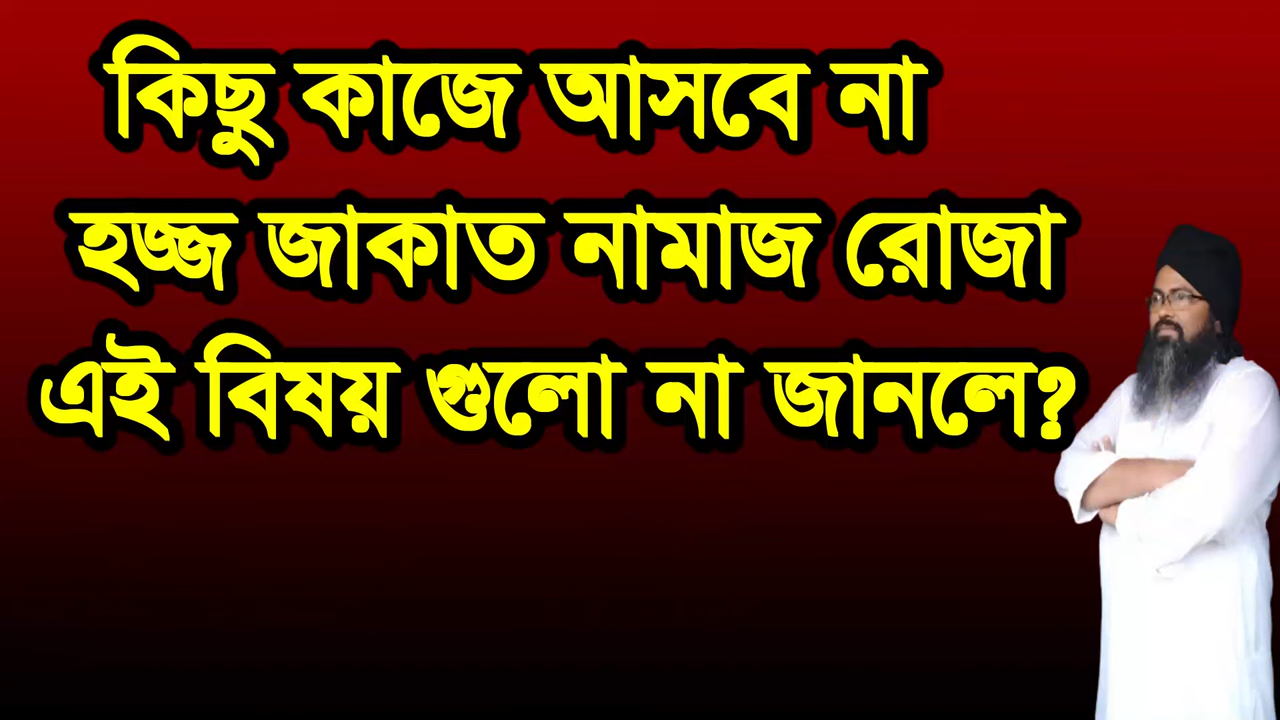 কিছু কাজে আসবে না
হজ্জ জাকাত নামাজ রোজা
এই বিষয় গুলো না জানলে?